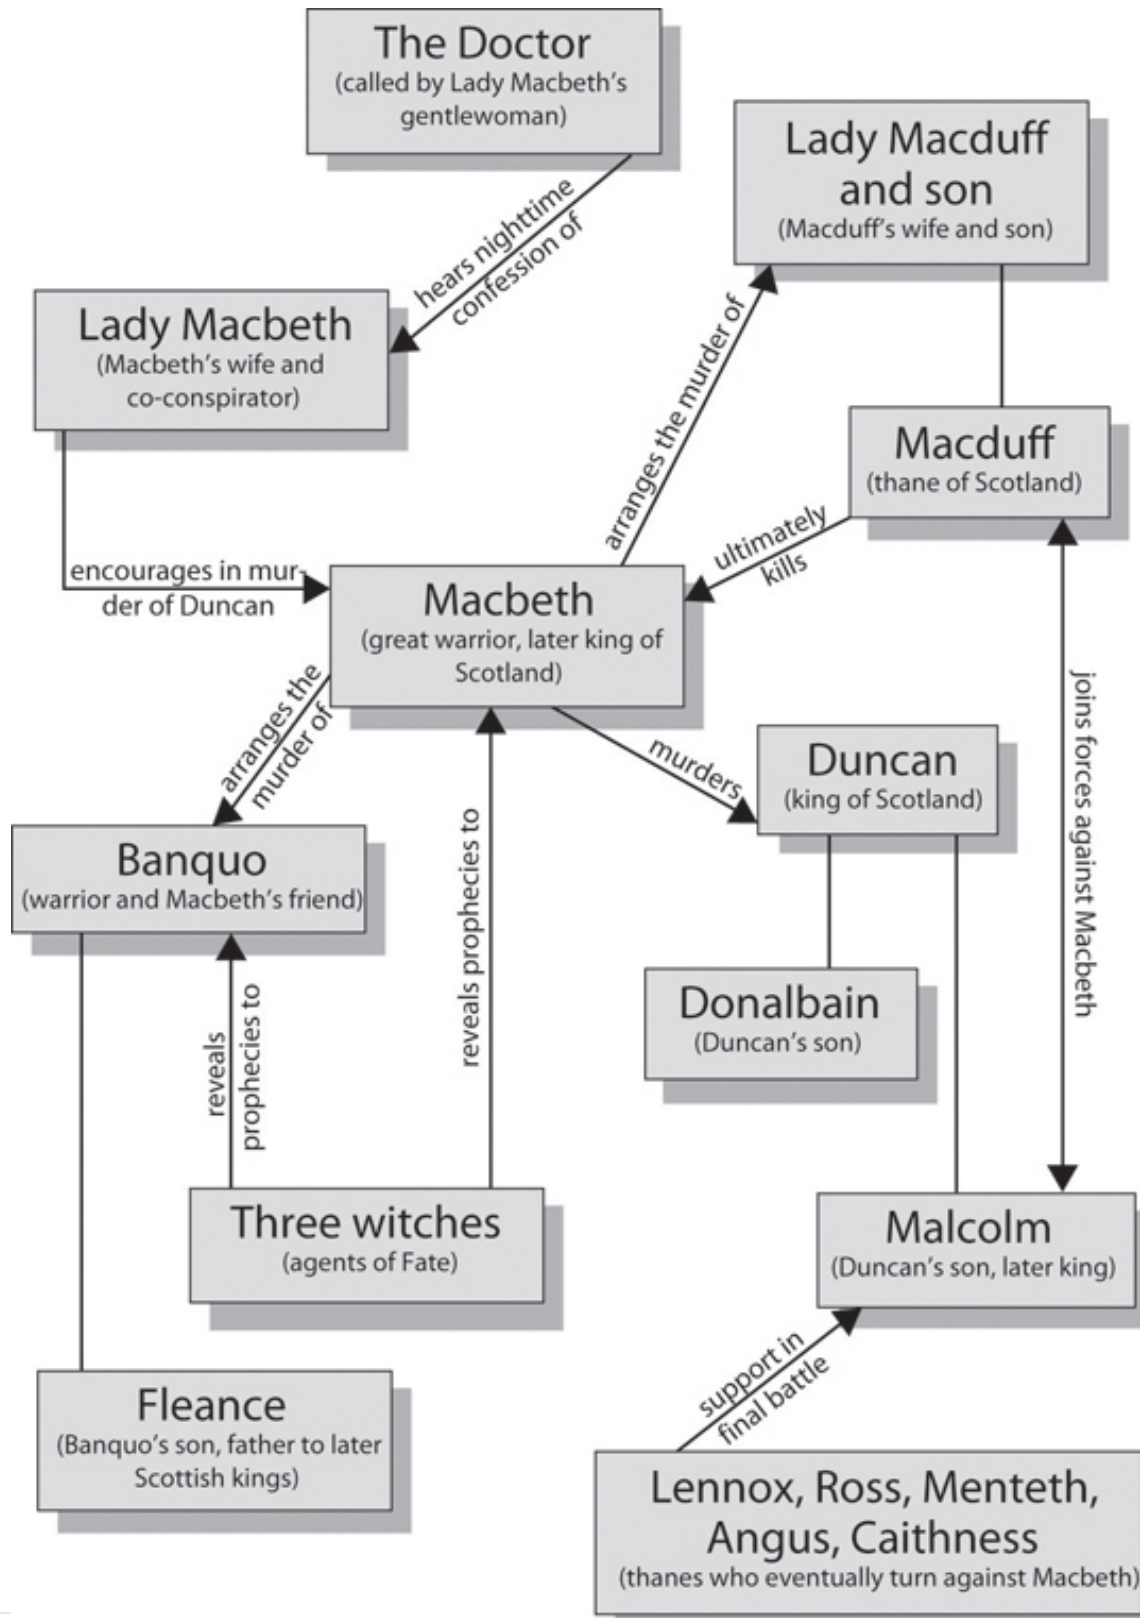 The Doctor
(called by Lady Macbeth's
gentlewoman)
Lady Macduff
and son
(Macduff's wife and son)
hears nighttime
confession of
Lady Macbeth
(Macbeth's wife and
co-conspirator)
arranges the murder of
Macduff
(thane of Scotland)
ultimately
kills
encourages in mur-
der of Duncan
Macbeth
(great warrior, later king of
Scotland)
arranges the
murder of
murders
Duncan
(king of Scotland)
joins forces against Macbeth
Banquo
(warrior and Macbeth's friend)
reveals prophecies to
reveals
prophecies to
Donalbain
(Duncan's son)
Three witches
(agents of Fate)
Malcolm
(Duncan's son, later king)
support in
final battle
Fleance
(Banquo's son, father to later
Scottish kings)
Lennox, Ross, Menteth,
Angus, Caithness
(thanes who eventually turn against Macbeth)